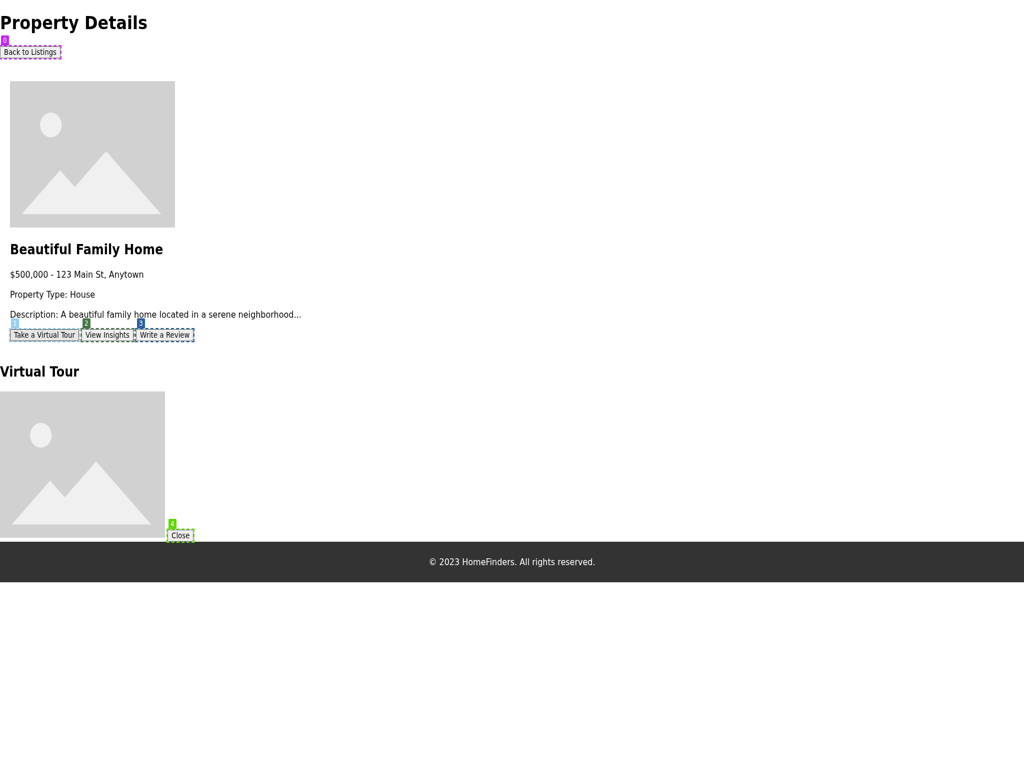 Property Details
0
Back to Listings
Beautiful Family Home
$500,000 - 123 Main St, Anytown
Property Type: House
Description: A beautiful family home located in a serene neighborhood...
1 2 3
Take a Virtual Tour View Insights Write a Review
Virtual Tour
4
Close
© 2023 HomeFinders. All rights reserved.